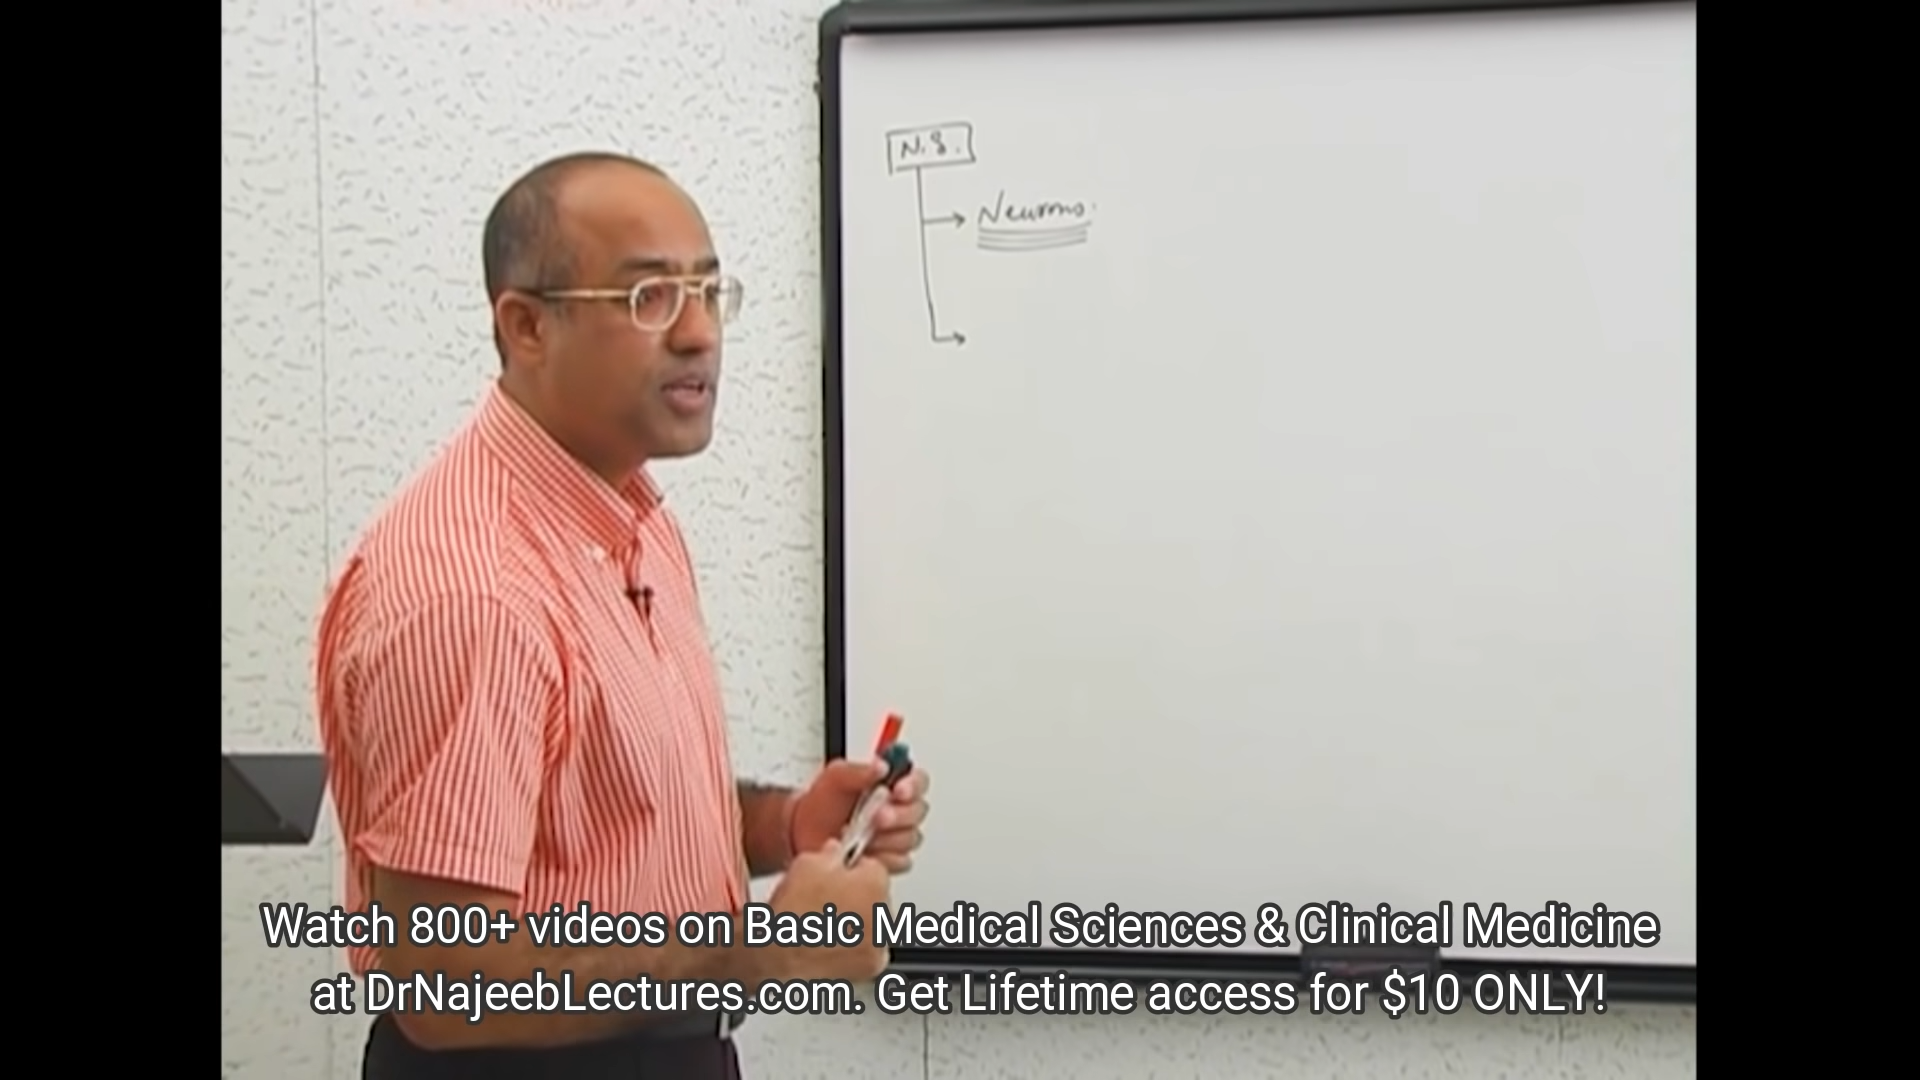 N.S.
Neurons.
Watch 800+ videos on Basic Medical Sciences & Clinical Medicine
at DrNajeebLectures.com. Get Lifetime access for $10 ONLY!